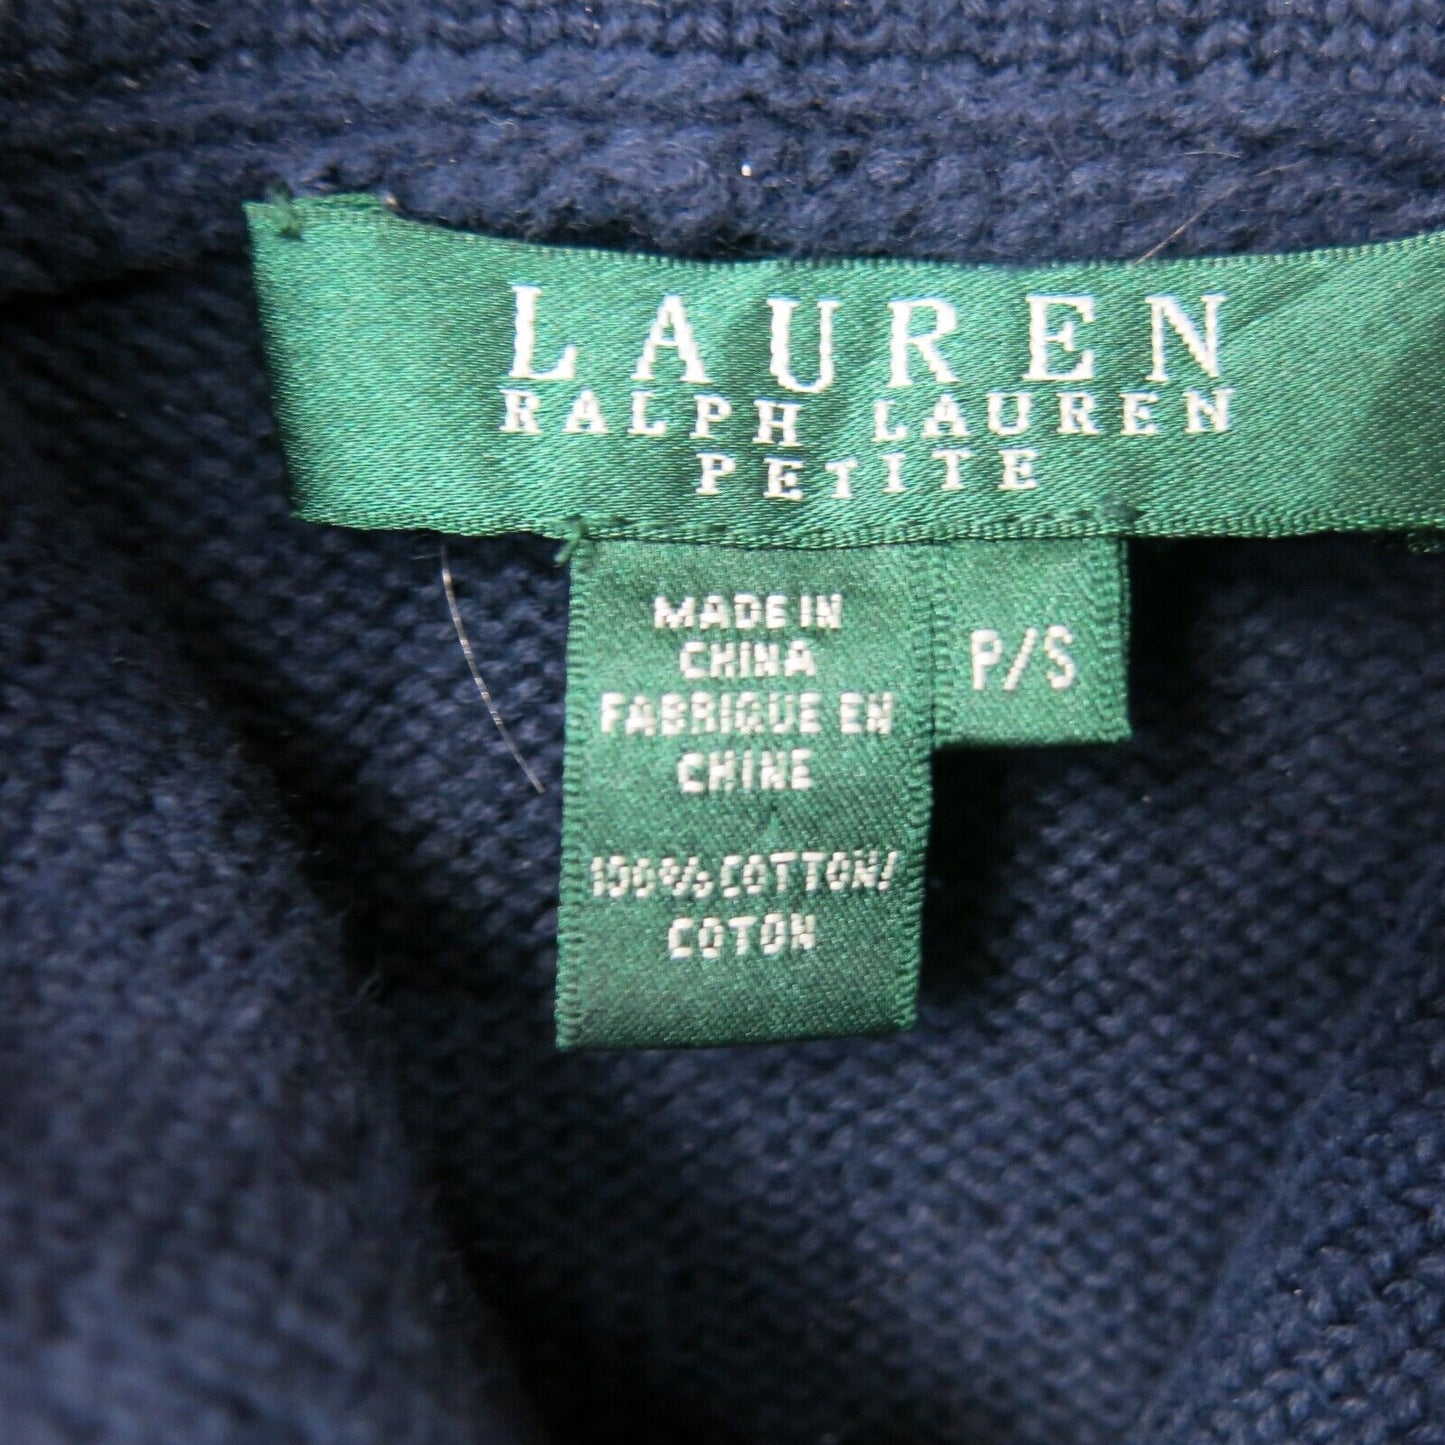 LAUREN
RALPH LAUREN
PETITE
MADE IN
CHINA
FABRIQUE EN
CHINE
100% COTTON/
COTON
P/S